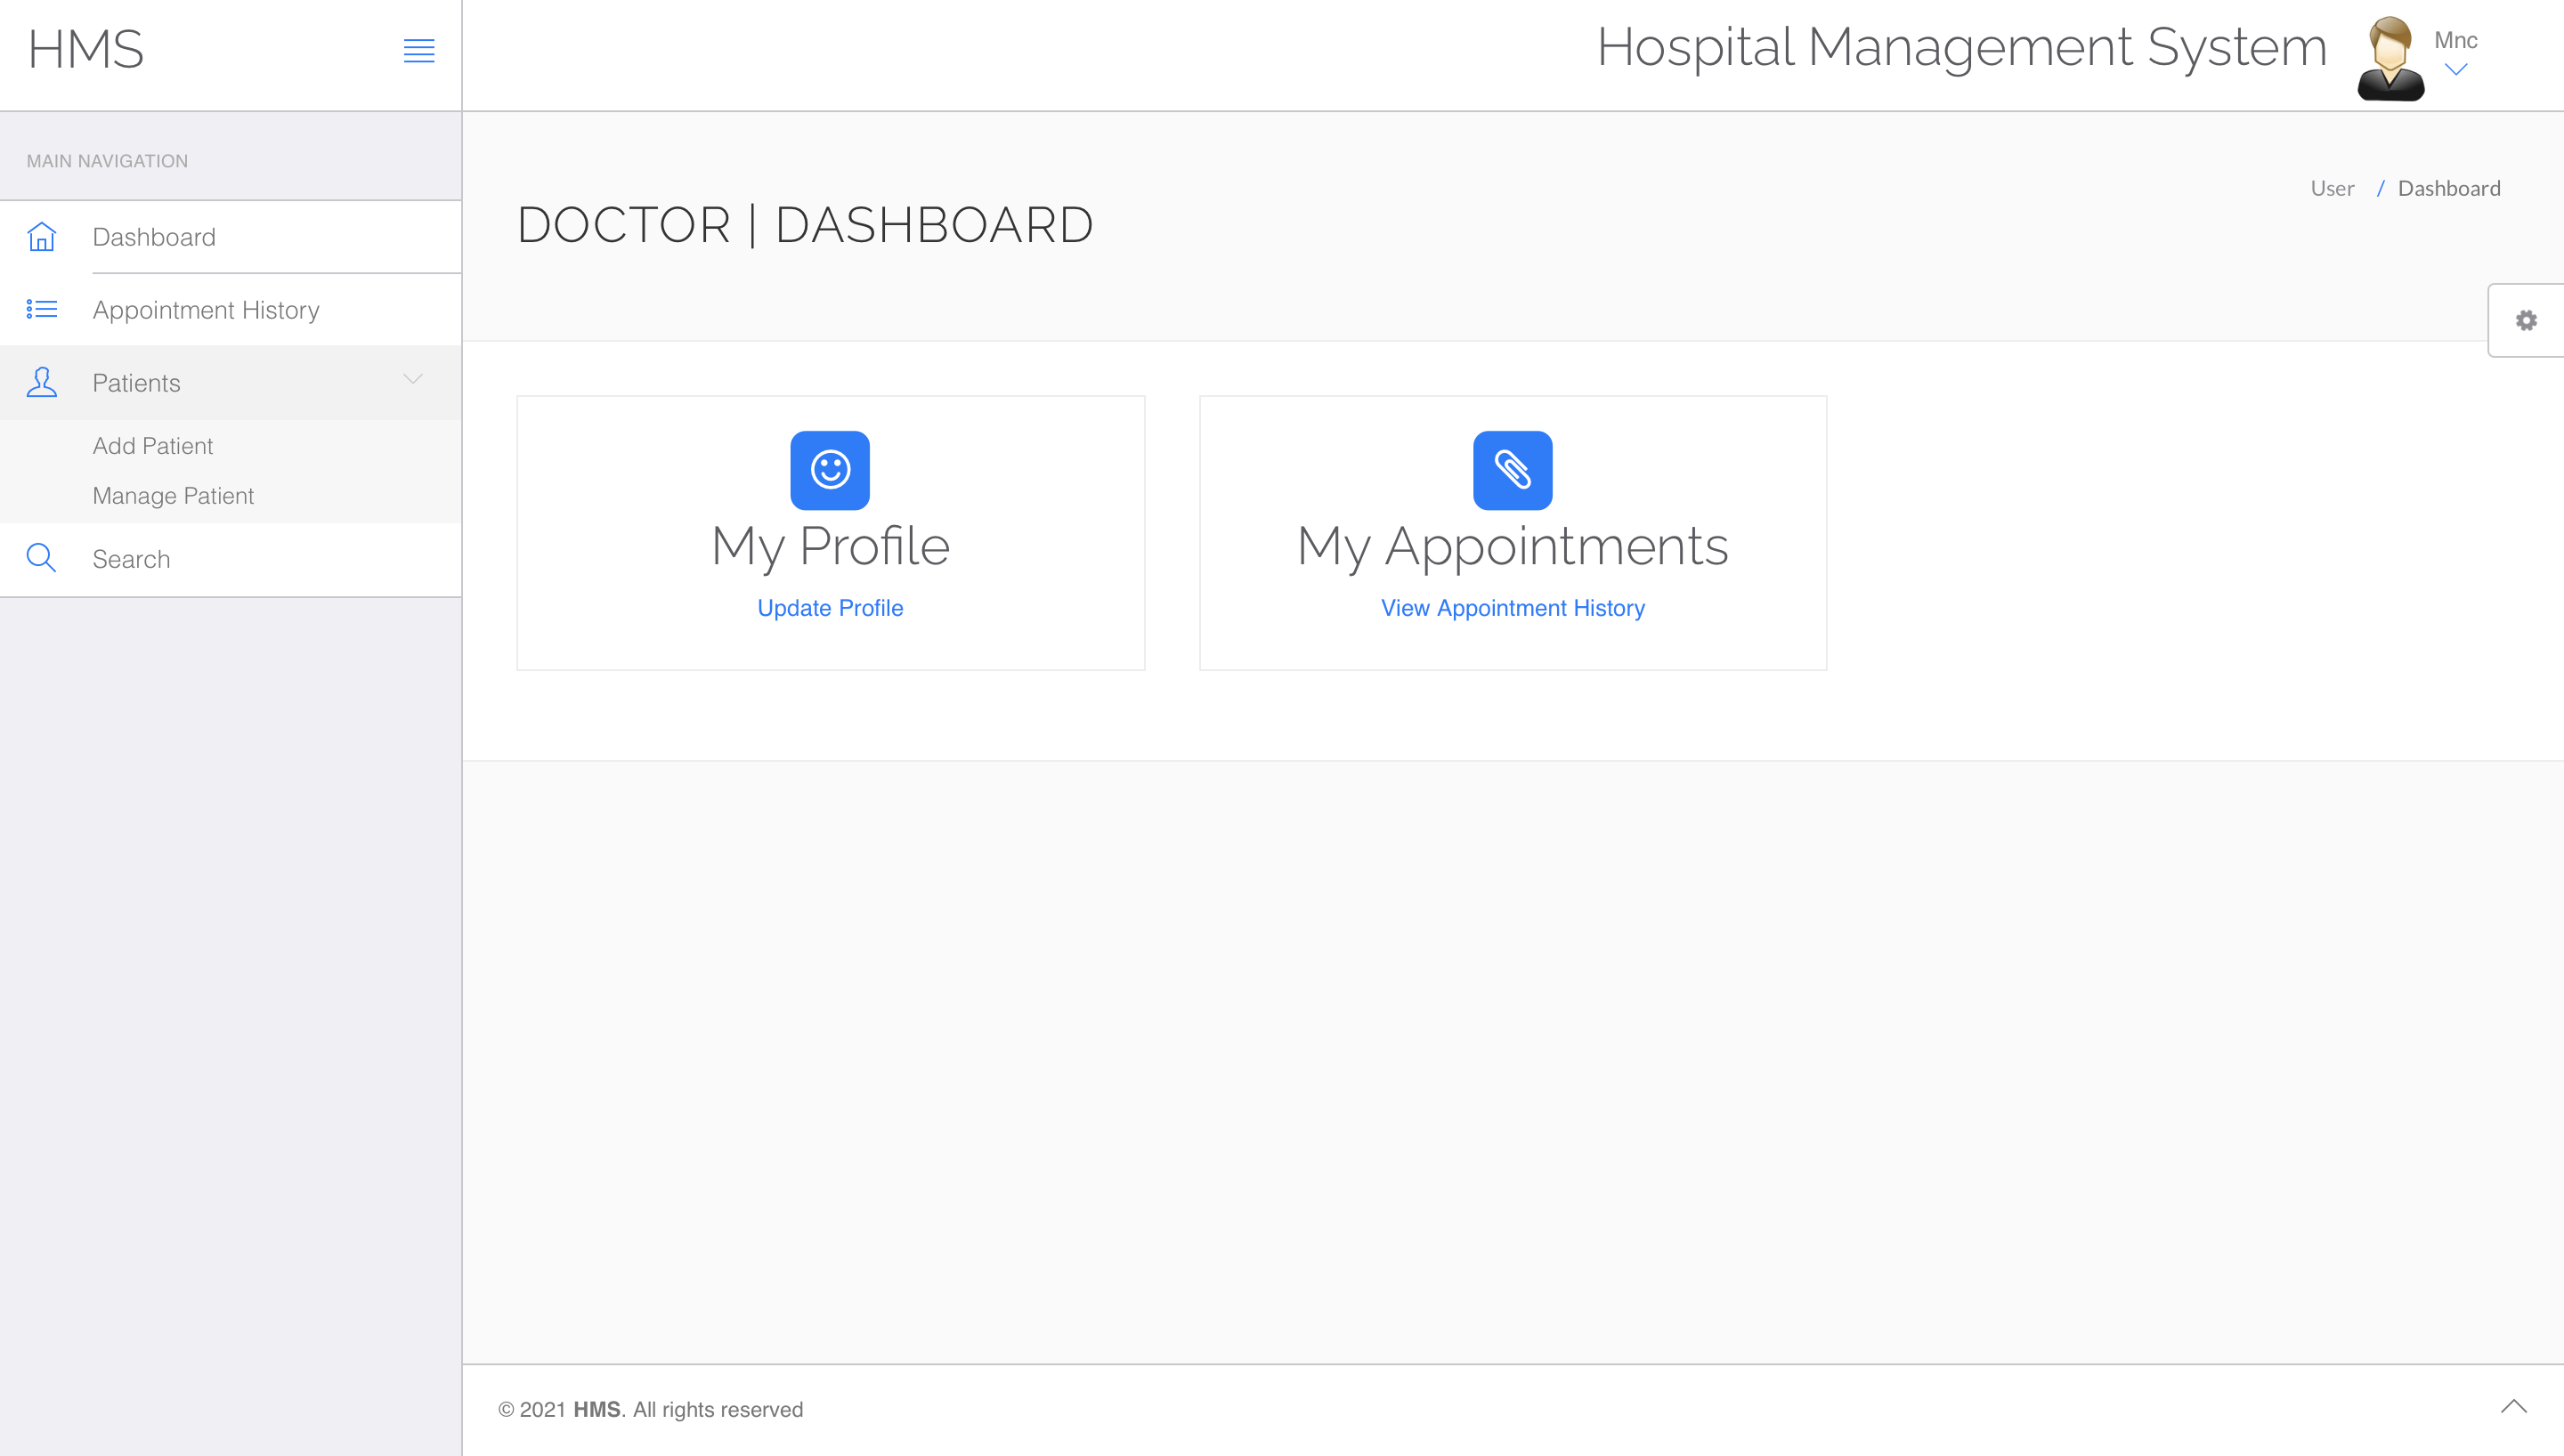 HMS
Hospital Management System
Mnc
MAIN NAVIGATION
Dashboard
Appointment History
Patients
Add Patient
Manage Patient
Search
User / Dashboard
DOCTOR | DASHBOARD
My Profile
Update Profile
My Appointments
View Appointment History
© 2021 HMS. All rights reserved